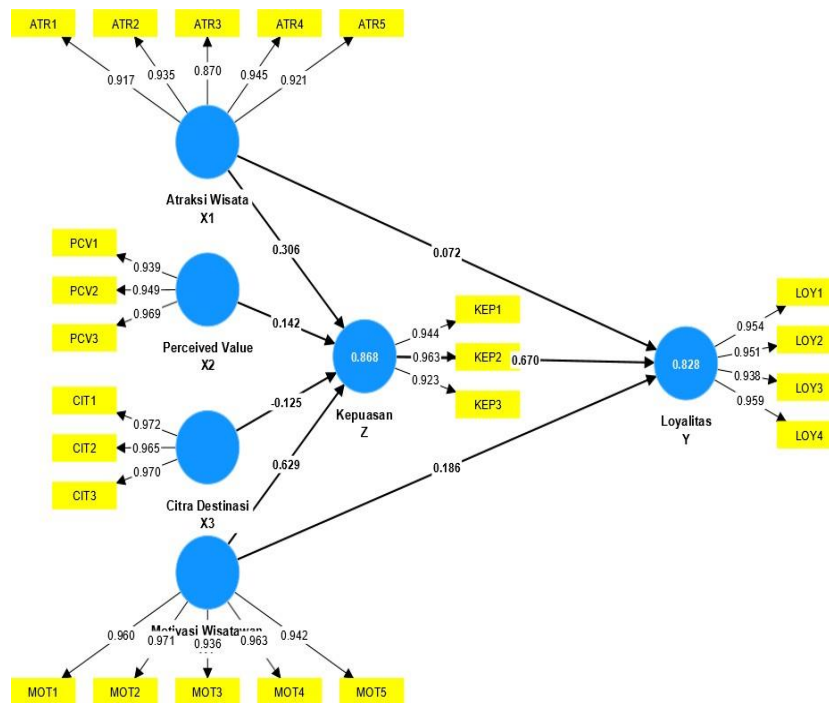 ATR1 ATR2 ATR3 ATR4 ATR5
0.917 0.935 0.870 0.945 0.921
Atraksi Wisata
X1
0.306
0.072
PCV1
PCV2
PCV3
0.939
0.949
0.969
Perceived Value
X2
0.142
CIT1
CIT2
CIT3
0.972
0.965
0.970
Citra Destinasi
X3
-0.125
0.629
0.868
Kepuasan
Z
0.944
0.963
0.923
KEP1
KEP2
KEP3
0.670
0.186
0.828
Loyalitas
Y
0.954
0.951
0.938
0.959
LOY1
LOY2
LOY3
LOY4
Motivasi Wisatawan
0.960 0.971 0.936 0.963 0.942
MOT1 MOT2 MOT3 MOT4 MOT5